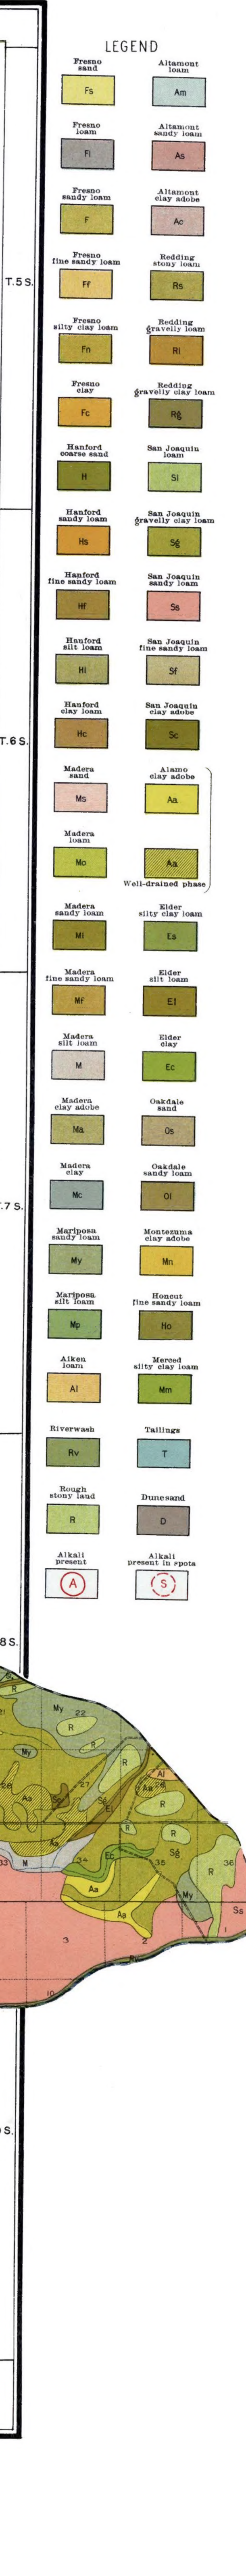 LEGEND
Fresno
sand
Fs
Altamont
loam
Am
Fresno
loam
Fl
Altamont
sandy loam
As
Fresno
sandy loam
F
Altamont
clay adobe
Ac
T.5 S.
Fresno
fine sandy loam
Ff
Redding
stony loam
Rs
Fresno
silty clay loam
Fn
Redding
gravelly loam
Rl
Fresno
clay
Fc
Redding
gravelly clay loam
Rg
Hanford
coarse sand
H
San Joaquin
loam
Sl
Hanford
sandy loam
Hs
San Joaquin
gravelly clay loam
Sg
Hanford
fine sandy loam
Hf
San Joaquin
sandy loam
Ss
Hanford
silt loam
Hl
San Joaquin
fine sandy loam
Sf
T.6 S.
Hanford
clay loam
Hc
San Joaquin
clay adobe
Sc
Madera
sand
Ms
Alamo
clay adobe
Aa
Madera
loam
Mo
Aa
Well-drained phase
Madera
sandy loam
Ml
Elder
silty clay loam
Es
Madera
fine sandy loam
Mf
Elder
silt loam
El
Madera
silt loam
M
Elder
clay
Ec
Madera
clay adobe
Ma
Oakdale
sand
Os
.7 S.
Madera
clay
Mc
Oakdale
sandy loam
Ol
Mariposa
sandy loam
My
Montezuma
clay adobe
Mn
Mariposa
silt loam
Mp
Honcut
fine sandy loam
Ho
Aiken
loam
Al
Merced
silty clay loam
Mm
Riverwash
Rv
Tailings
T
Rough
stony land
R
Dunesand
D
Alkali
present
A
Alkali
present in spots
S
8 S.
R
My
22
R
R
My
R
27
Al
Aa
26
R
Aa
Sg
El
R
R
Aa
33
M
34
Ec
35
Sg
R
36
Aa
My
Aa
Ss
3
2
1
Rv
10
S.